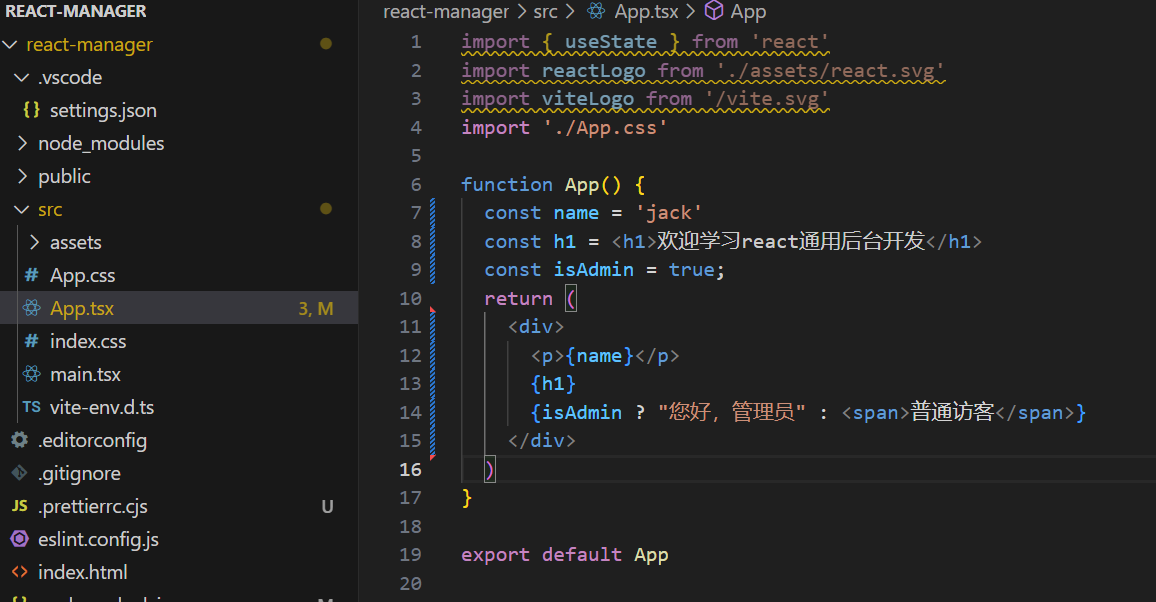 REACT-MANAGER
react-manager
.vscode
{} settings.json
node_modules
public
src
assets
# App.css
App.tsx 3, M
# index.css
main.tsx
TS vite-env.d.ts
.editorconfig
.gitignore
JS .prettierrc.cjs U
eslint.config.js
<> index.html
react-manager > src > App.tsx > App
1 import { useState } from 'react'
2 import reactLogo from './assets/react.svg'
3 import viteLogo from '/vite.svg'
4 import './App.css'
5
6 function App() {
7 const name = 'jack'
8 const h1 = <h1>欢迎学习react通用后台开发</h1>
9 const isAdmin = true;
10 return (
11 <div>
12 <p>{name}</p>
13 {h1}
14 {isAdmin ? "您好，管理员" : <span>普通访客</span>}
15 </div>
16 )
17 }
18
19 export default App
20